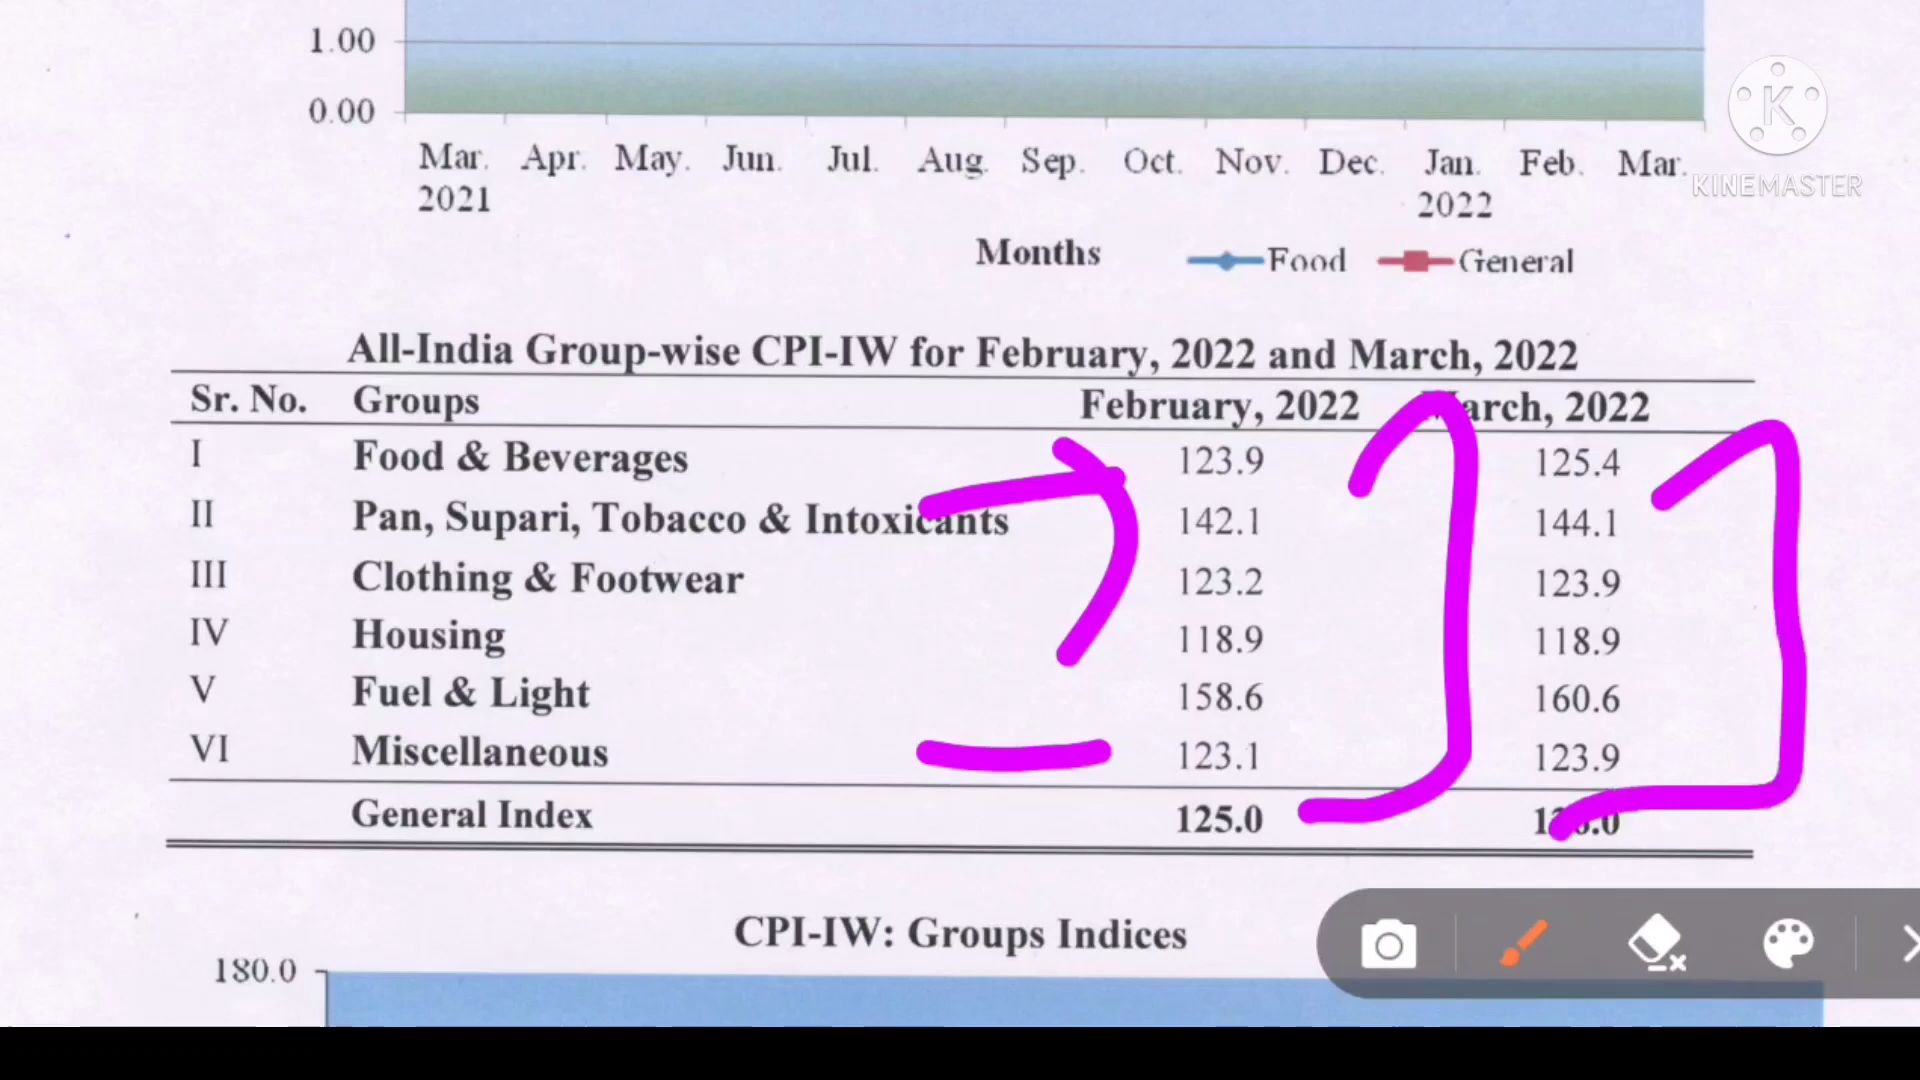 1.00
0.00
Mar. Apr. May. Jun. Jul. Aug. Sep. Oct. Nov. Dec. Jan. Feb. Mar.
2021 2022
KINEMASTER
Months Food General
All-India Group-wise CPI-IW for February, 2022 and March, 2022
Sr. No. Groups February, 2022 March, 2022
I Food & Beverages 123.9 125.4
II Pan, Supari, Tobacco & Intoxicants 142.1 144.1
III Clothing & Footwear 123.2 123.9
IV Housing 118.9 118.9
V Fuel & Light 158.6 160.6
VI Miscellaneous 123.1 123.9
General Index 125.0
CPI-IW: Groups Indices
180.0